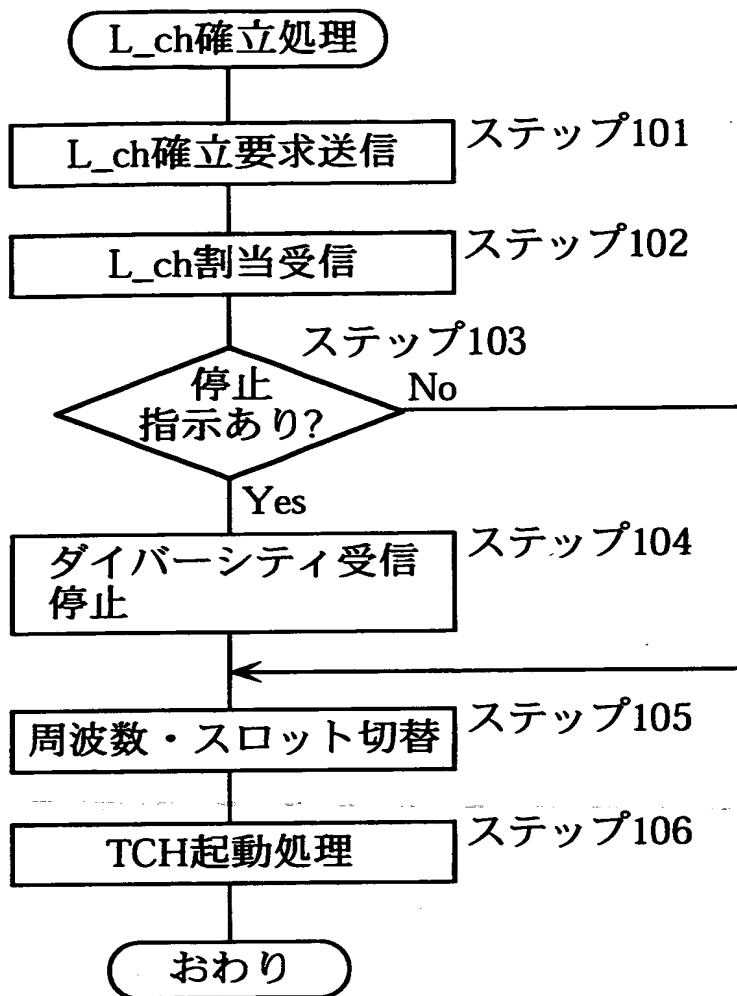 L_ch確立処理
L_ch確立要求送信
ステップ101
L_ch割当受信
ステップ102
ステップ103
停止
指示あり?
No
Yes
ダイバーシティ受信
停止
ステップ104
周波数・スロット切替
ステップ105
TCH起動処理
ステップ106
おわり